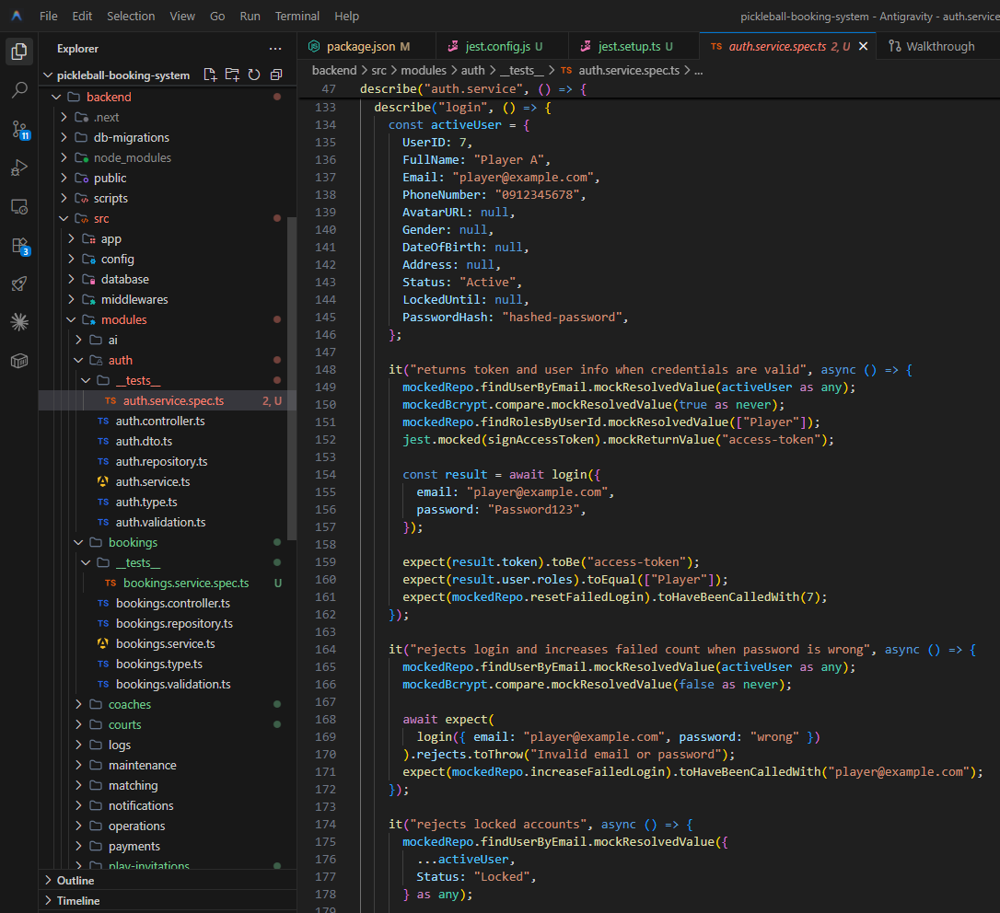 File Edit Selection View Go Run Terminal Help pickleball-booking-system - Antigravity - auth.service
Explorer ...
package.json M jest.config.js U jest.setup.ts U TS auth.service.spec.ts 2, U Walkthrough
backend > src > modules > auth > __tests__ > TS auth.service.spec.ts > ...
pickleball-booking-system
backend
.next
db-migrations
node_modules
public
scripts
src
app
config
database
middlewares
modules
ai
auth
__tests__
TS auth.service.spec.ts 2, U
TS auth.controller.ts
TS auth.dto.ts
TS auth.repository.ts
auth.service.ts
TS auth.type.ts
TS auth.validation.ts
bookings
__tests__
TS bookings.service.spec.ts U
TS bookings.controller.ts
TS bookings.repository.ts
bookings.service.ts
TS bookings.type.ts
TS bookings.validation.ts
coaches
courts
logs
maintenance
matching
notifications
operations
payments
play-invitations
Outline
Timeline
11
3
47 describe("auth.service", () => {
133 describe("login", () => {
134 const activeUser = {
135 UserID: 7,
136 FullName: "Player A",
137 Email: "player@example.com",
138 PhoneNumber: "0912345678",
139 AvatarURL: null,
140 Gender: null,
141 DateOfBirth: null,
142 Address: null,
143 Status: "Active",
144 LockedUntil: null,
145 PasswordHash: "hashed-password",
146 };
147
148 it("returns token and user info when credentials are valid", async () => {
149 mockedRepo.findUserByEmail.mockResolvedValue(activeUser as any);
150 mockedBcrypt.compare.mockResolvedValue(true as never);
151 mockedRepo.findRolesByUserId.mockResolvedValue(["Player"]);
152 jest.mocked(signAccessToken).mockReturnValue("access-token");
153
154 const result = await login({
155 email: "player@example.com",
156 password: "Password123",
157 });
158
159 expect(result.token).toBe("access-token");
160 expect(result.user.roles).toEqual(["Player"]);
161 expect(mockedRepo.resetFailedLogin).toHaveBeenCalledWith(7);
162 });
163
164 it("rejects login and increases failed count when password is wrong", async () => {
165 mockedRepo.findUserByEmail.mockResolvedValue(activeUser as any);
166 mockedBcrypt.compare.mockResolvedValue(false as never);
167
168 await expect(
169 login({ email: "player@example.com", password: "wrong" })
170 ).rejects.toThrow("Invalid email or password");
171 expect(mockedRepo.increaseFailedLogin).toHaveBeenCalledWith("player@example.com");
172 });
173
174 it("rejects locked accounts", async () => {
175 mockedRepo.findUserByEmail.mockResolvedValue({
176 ...activeUser,
177 Status: "Locked",
178 } as any);
179